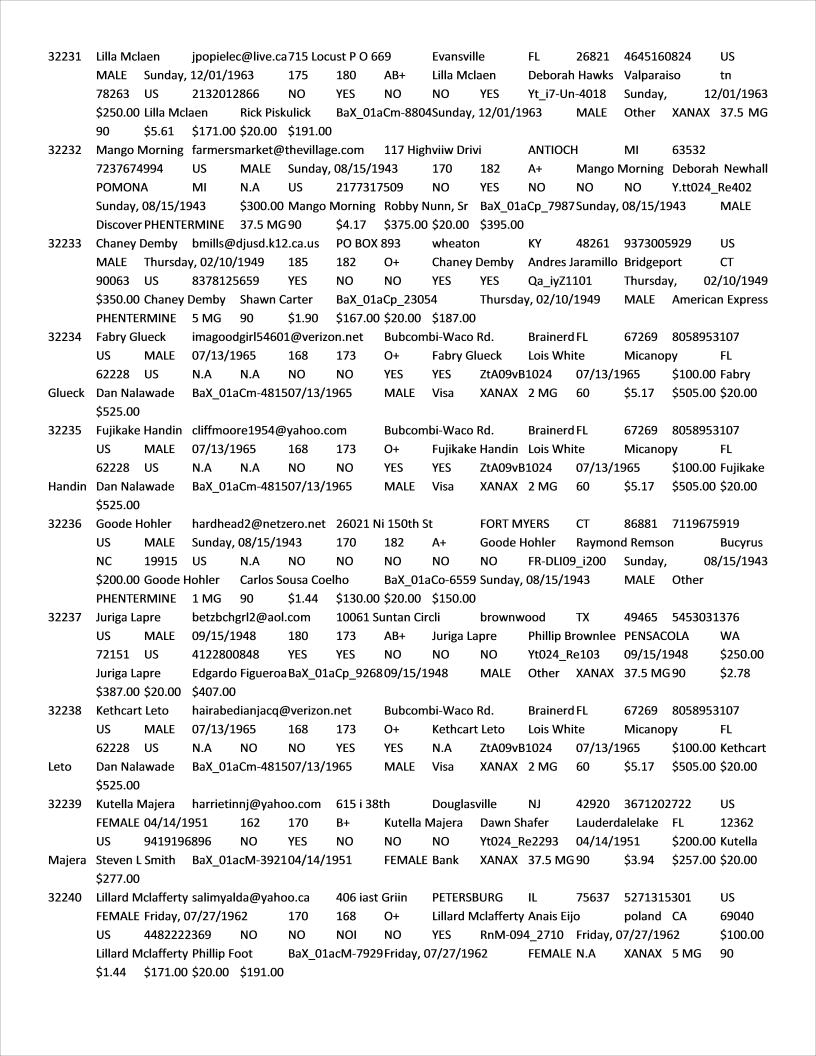 32231 Lilla Mclaen jpopielec@live.ca 715 Locust P O 669 Evansville FL 26821 4645160824 US
MALE Sunday, 12/01/1963 175 180 AB+ Lilla Mclaen Deborah Hawks Valparaiso tn
78263 US 2132012866 YES NO NO YES Yt_i7-Un-4018 Sunday, 12/01/1963
$250.00 Lilla Mclaen Rick Piskulick BaX_01aCm-8804Sunday, 12/01/1963 MALE Other XANAX 37.5 MG
90 $5.61 $171.00 $20.00 $191.00
32232 Mango Morning farmersmarket@thevillage.com 117 Highviiw Drivi ANTIOCH MI 63532
7237674994 US MALE Sunday, 08/15/1943 170 182 A+ Mango Morning Deborah Newhall
POMONA MI N.A US 2177317509 NO YES NO NO NO Y.tt024_Re402
Sunday, 08/15/1943 $300.00 Mango Morning Robby Nunn, Sr BaX_01aCp_7987Sunday, 08/15/1943 MALE
Discover PHENTERMINE 37.5 MG 90 $4.17 $375.00 $20.00 $395.00
32233 Chaney Demby bmills@djusd.k12.ca.us PO BOX 893 wheaton KY 48261 9373005929 US
MALE Thursday, 02/10/1949 185 182 O+ Chaney Demby Andres Jaramillo Bridgeport CT
90063 US 8378125659 YES NO NO YES YES Qa_iyZ1101 Thursday, 02/10/1949
$350.00 Chaney Demby Shawn Carter BaX_01aCp_23054 Thursday, 02/10/1949 MALE American Express
PHENTERMINE 5 MG 90 $1.90 $167.00 $20.00 $187.00
32234 Fabry Glueck imagoodgirl54601@verizon.net Bubcombi-Waco Rd. Brainerd FL 67269 8058953107
US MALE 07/13/1965 168 173 O+ Fabry Glueck Lois White Micanopy FL
62228 US N.A N.A NO NO YES YES ZtA09vB1024 07/13/1965 $100.00 Fabry
Glueck Dan Nalawade BaX_01aCm-481507/13/1965 MALE Visa XANAX 2 MG 60 $5.17 $505.00 $20.00
$525.00
32235 Fujikake Handin cliffmoore1954@yahoo.com Bubcombi-Waco Rd. Brainerd FL 67269 8058953107
US MALE 07/13/1965 168 173 O+ Fujikake Handin Lois White Micanopy FL
62228 US N.A N.A NO NO YES YES ZtA09vB1024 07/13/1965 $100.00 Fujikake
Handin Dan Nalawade BaX_01aCm-481507/13/1965 MALE Visa XANAX 2 MG 60 $5.17 $505.00 $20.00
$525.00
32236 Goode Hohler hardhead2@netzero.net 26021 Ni 150th St FORT MYERS CT 86881 7119675919
US MALE Sunday, 08/15/1943 170 182 A+ Goode Hohler Raymond Remson Bucyrus
NC 19915 US N.A NO YES NO NO NO FR-DLI09_i200 Sunday, 08/15/1943
$200.00 Goode Hohler Carlos Sousa Coelho BaX_01aCo-6559 Sunday, 08/15/1943 MALE Other
PHENTERMINE 1 MG 90 $1.44 $130.00 $20.00 $150.00
32237 Juriga Lapre betzbchgrl2@aol.com 10061 Suntan Circli brownwood TX 49465 5453031376
US MALE 09/15/1948 180 173 AB+ Juriga Lapre Phillip Brownlee PENSACOLA WA
72151 US 4122800848 YES YES NO NO NO Yt024_Re103 09/15/1948 $250.00
Juriga Lapre Edgardo Figueroa BaX_01aCp_926809/15/1948 MALE Other XANAX 37.5 MG 90 $2.78
$387.00 $20.00 $407.00
32238 Kethcart Leto hairabedianjacq@verizon.net Bubcombi-Waco Rd. Brainerd FL 67269 8058953107
US MALE 07/13/1965 168 173 O+ Kethcart Leto Lois White Micanopy FL
62228 US N.A NO NO YES YES N.A ZtA09vB1024 07/13/1965 $100.00 Kethcart
Leto Dan Nalawade BaX_01aCm-481507/13/1965 MALE Visa XANAX 2 MG 60 $5.17 $505.00 $20.00
$525.00
32239 Kutella Majera harrietinnj@yahoo.com 615 i 38th Douglasville NJ 42920 3671202722 US
FEMALE 04/14/1951 162 170 B+ Kutella Majera Dawn Shafer Lauderdalelake FL 12362
US 9419196896 NO YES NO NO NO Yt024_Re2293 04/14/1951 $200.00 Kutella
Majera Steven L Smith BaX_01acM-392104/14/1951 FEMALE Bank XANAX 37.5 MG 90 $3.94 $257.00 $20.00
$277.00
32240 Lillard Mclafferty salimyalda@yahoo.ca 406 iast Griin PETERSBURG IL 75637 5271315301 US
FEMALE Friday, 07/27/1962 170 168 O+ Lillard Mclafferty Anais Eijo poland CA 69040
US 4482222369 NO NO NOI NO YES RnM-094_2710 Friday, 07/27/1962 $100.00
Lillard Mclafferty Phillip Foot BaX_01acM-7929Friday, 07/27/1962 FEMALE N.A XANAX 5 MG 90
$1.44 $171.00 $20.00 $191.00